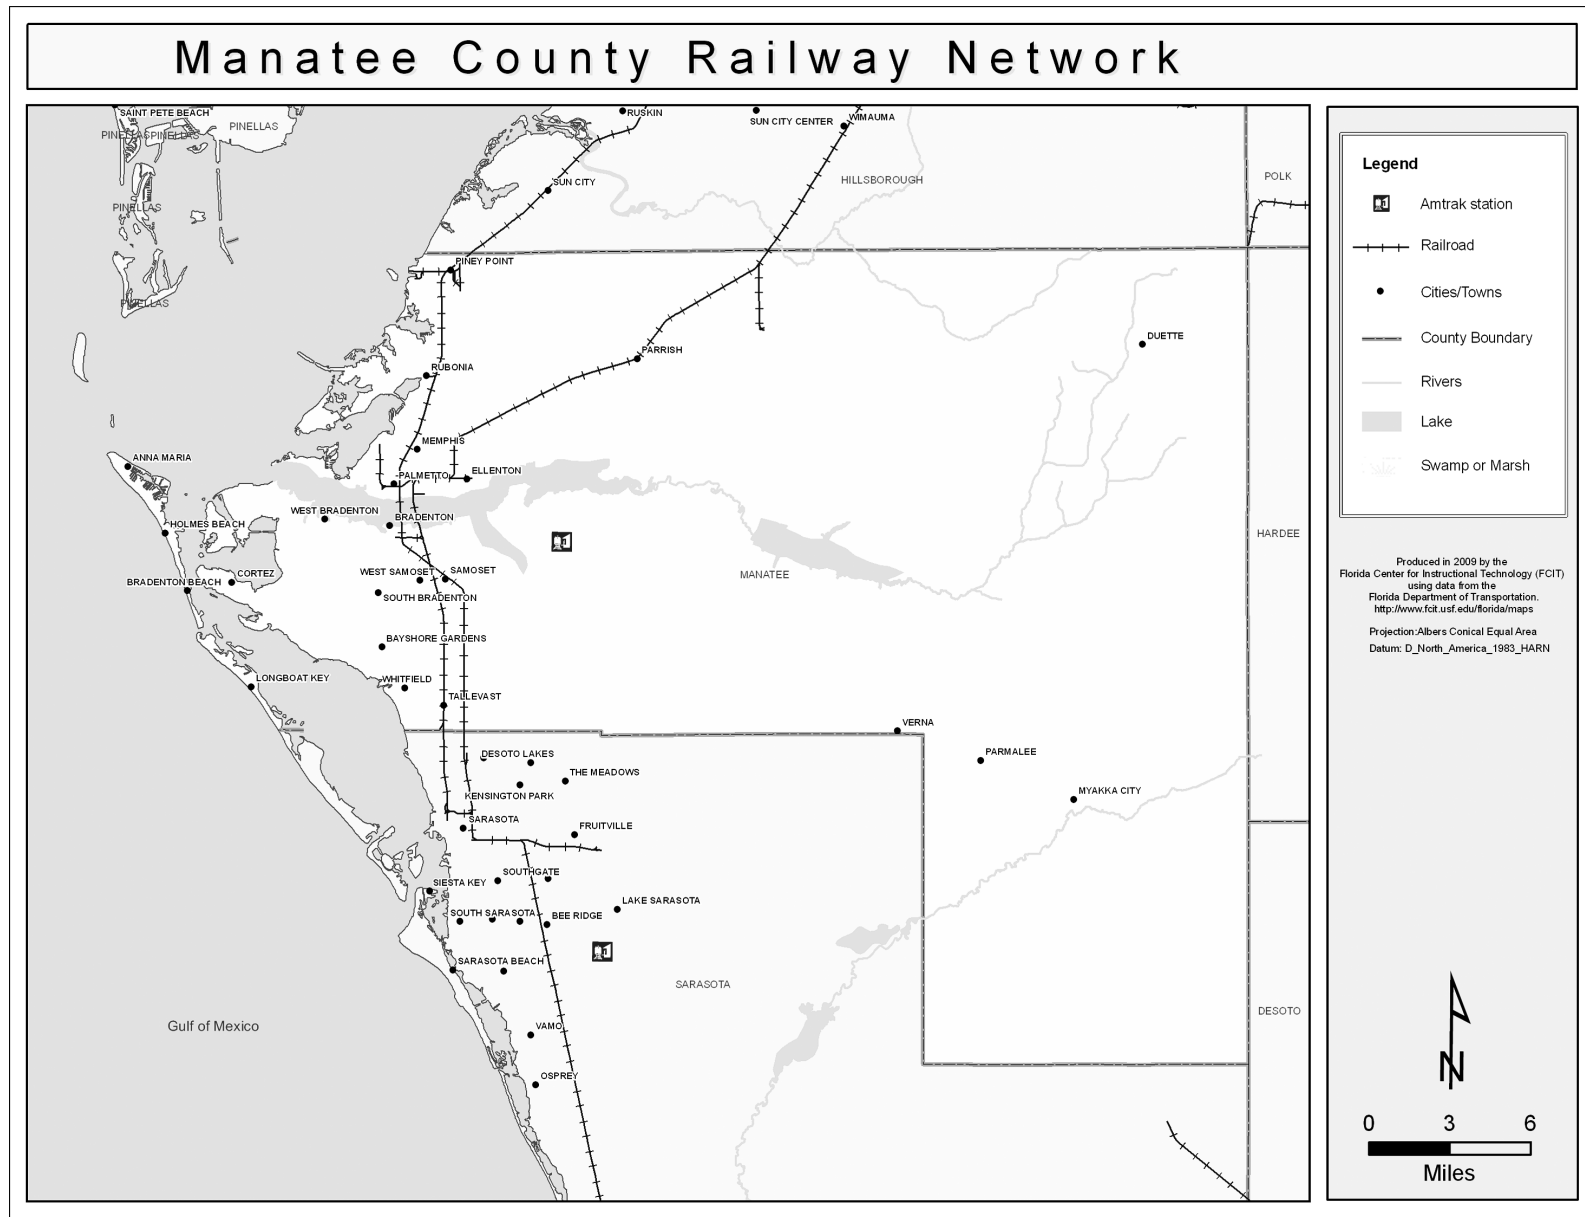 Manatee County Railway Network
SAINT PETE BEACH
RUSKIN
SUN CITY CENTER
WIMAUMA
PINELLAS
PINELLAS
PINELLAS
SUN CITY
HILLSBOROUGH
POLK
PINELLAS
PINEY POINT
PINELLAS
DUETTE
PARRISH
RUBONIA
MEMPHIS
ANNA MARIA
PALMETTO
ELLENTON
WEST BRADENTON
BRADENTON
HOLMES BEACH
HARDEE
CORTEZ
WEST SAMOSET
SAMOSET
MANATEE
BRADENTON BEACH
SOUTH BRADENTON
BAYSHORE GARDENS
LONGBOAT KEY
WHITFIELD
TALLEVAST
VERNA
DESOTO LAKES
PARMALEE
THE MEADOWS
KENSINGTON PARK
MYAKKA CITY
SARASOTA
FRUITVILLE
SOUTHGATE
SIESTA KEY
LAKE SARASOTA
SOUTH SARASOTA
BEE RIDGE
SARASOTA BEACH
SARASOTA
DESOTO
Gulf of Mexico
VAMO
OSPREY
Legend
Amtrak station
Railroad
Cities/Towns
County Boundary
Rivers
Lake
Swamp or Marsh
Produced in 2009 by the
Florida Center for Instructional Technology (FCIT)
using data from the
Florida Department of Transportation.
http://www.fcit.usf.edu/florida/maps
Projection:Albers Conical Equal Area
Datum: D_North_America_1983_HARN
N
0 3 6
Miles